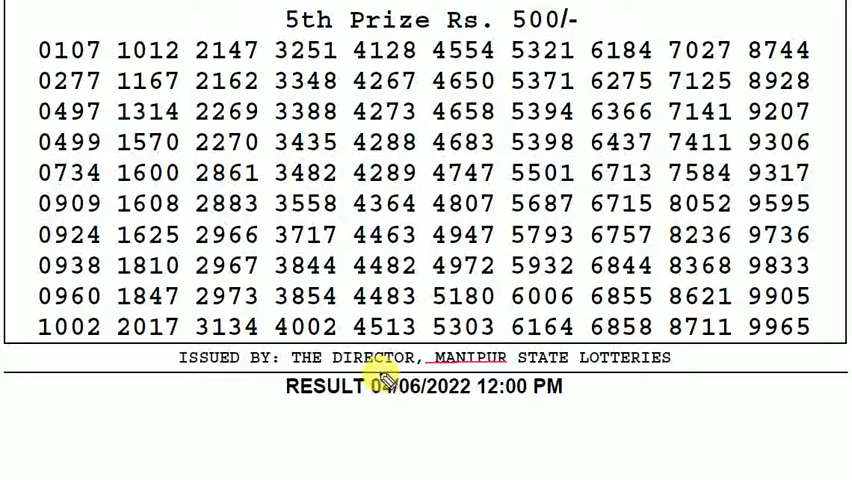 5th Prize Rs. 500/-
0107 1012 2147 3251 4128 4554 5321 6184 7027 8744
0277 1167 2162 3348 4267 4650 5371 6275 7125 8928
0497 1314 2269 3388 4273 4658 5394 6366 7141 9207
0499 1570 2270 3435 4288 4683 5398 6437 7411 9306
0734 1600 2861 3482 4289 4747 5501 6713 7584 9317
0909 1608 2883 3558 4364 4807 5687 6715 8052 9595
0924 1625 2966 3717 4463 4947 5793 6757 8236 9736
0938 1810 2967 3844 4482 4972 5932 6844 8368 9833
0960 1847 2973 3854 4483 5180 6006 6855 8621 9905
1002 2017 3134 4002 4513 5303 6164 6858 8711 9965
ISSUED BY: THE DIRECTOR, MANIPUR STATE LOTTERIES
RESULT 04/06/2022 12:00 PM